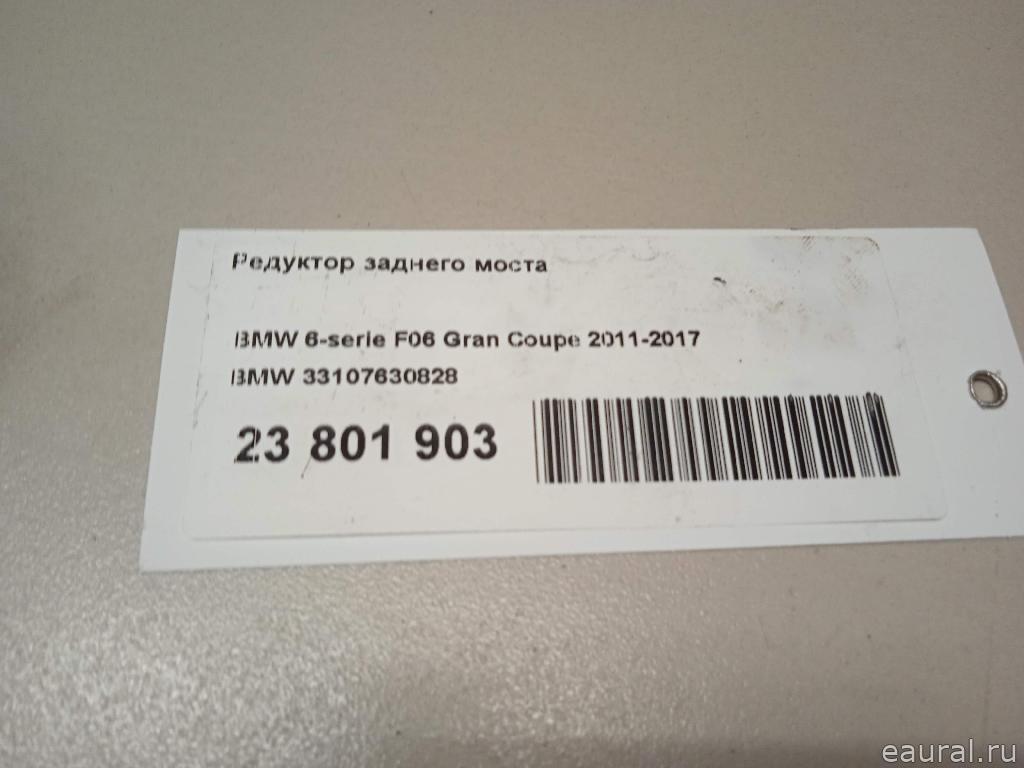 Редуктор заднего моста
BMW 6-serie F06 Gran Coupe 2011-2017
BMW 33107630828
23 801 903
eaural.ru